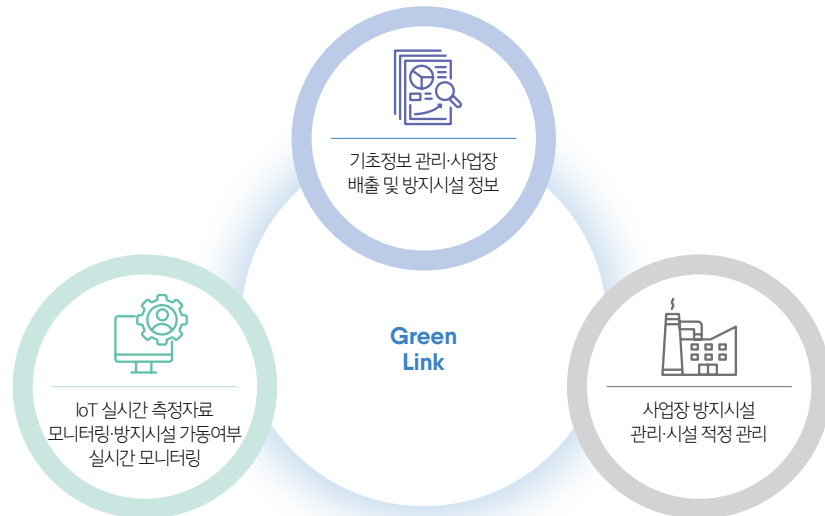 기초정보 관리·사업장
배출 및 방지시설 정보
Green
Link
IoT 실시간 측정자료
모니터링·방지시설 가동여부
실시간 모니터링
사업장 방지시설
관리·시설 적정 관리